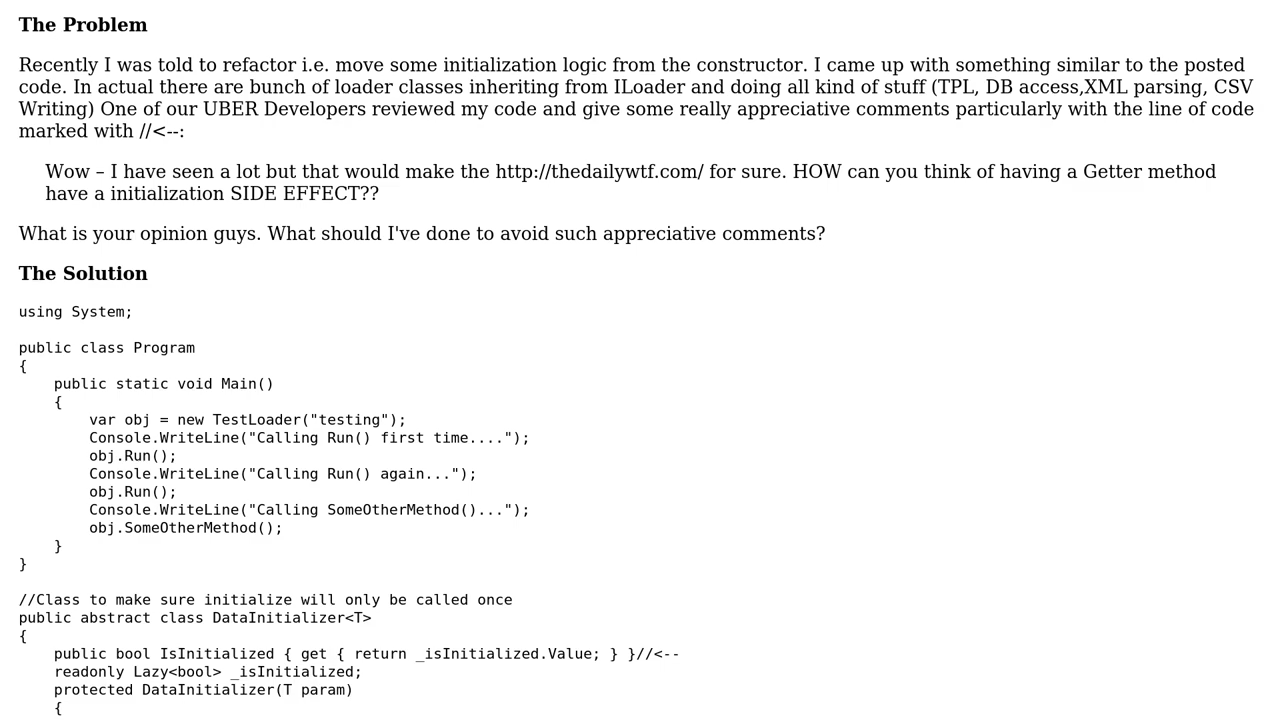 The Problem
Recently I was told to refactor i.e. move some initialization logic from the constructor. I came up with something similar to the posted
code. In actual there are bunch of loader classes inheriting from ILoader and doing all kind of stuff (TPL, DB access,XML parsing, CSV
Writing) One of our UBER Developers reviewed my code and give some really appreciative comments particularly with the line of code
marked with //<--:
Wow – I have seen a lot but that would make the http://thedailywtf.com/ for sure. HOW can you think of having a Getter method
have a initialization SIDE EFFECT??
What is your opinion guys. What should I've done to avoid such appreciative comments?
The Solution
using System;
public class Program
{
    public static void Main()
    {
        var obj = new TestLoader("testing");
        Console.WriteLine("Calling Run() first time....");
        obj.Run();
        Console.WriteLine("Calling Run() again...");
        obj.Run();
        Console.WriteLine("Calling SomeOtherMethod()...");
        obj.SomeOtherMethod();
    }
}
//Class to make sure initialize will only be called once
public abstract class DataInitializer<T>
{
    public bool IsInitialized { get { return _isInitialized.Value; } }//<--
    readonly Lazy<bool> _isInitialized;
    protected DataInitializer(T param)
    {